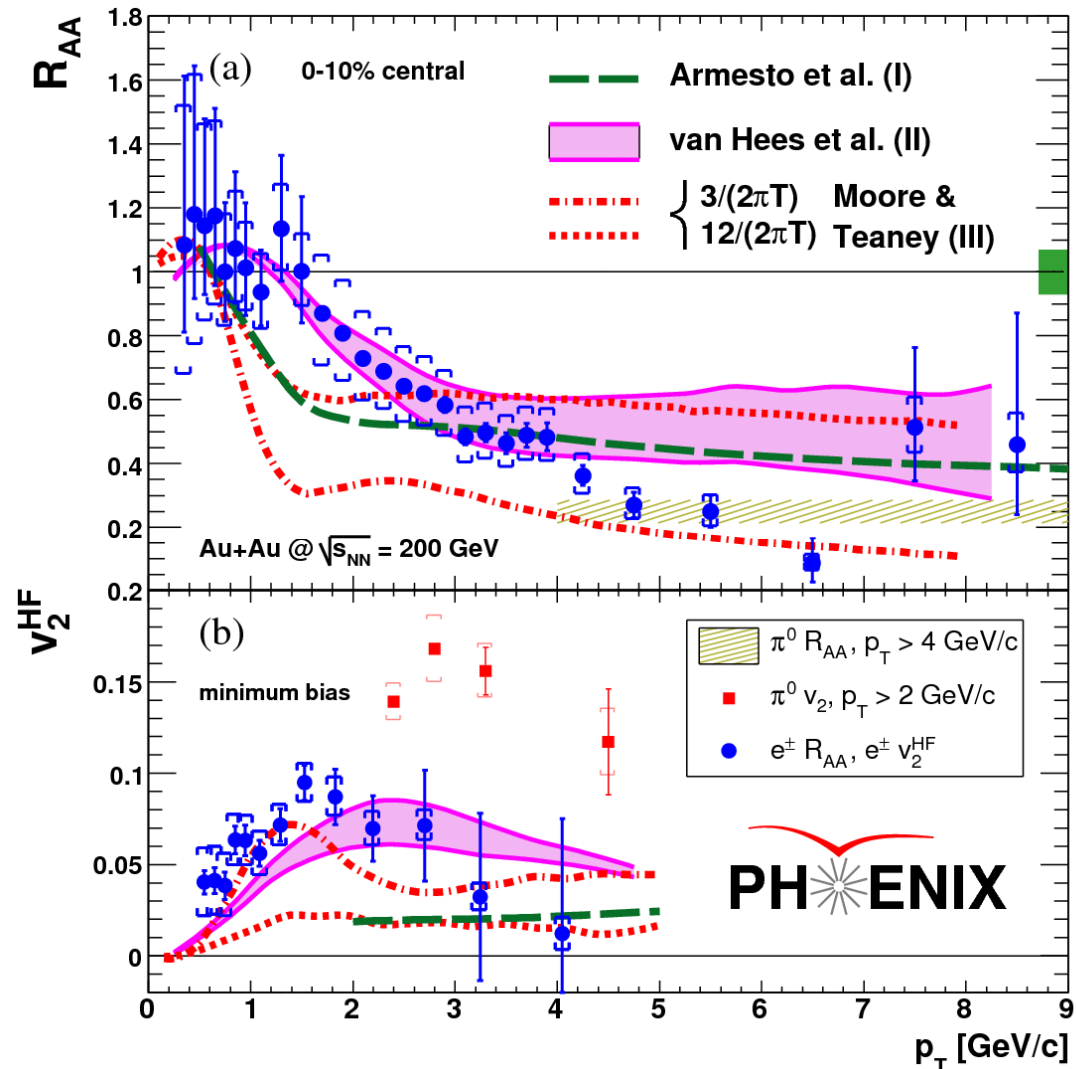 R_AA
1.8
1.6
1.4
1.2
1
0.8
0.6
0.4
0.2
(a)
0-10% central
Armesto et al. (I)
van Hees et al. (II)
3/(2πT) Moore &
12/(2πT) Teaney (III)
Au+Au @ √s_NN = 200 GeV
v_2^HF
0.2
0.15
0.1
0.05
0
(b)
minimum bias
π⁰ R_AA, p_T > 4 GeV/c
π⁰ v_2, p_T > 2 GeV/c
e± R_AA, e± v_2^HF
PHENIX
0 1 2 3 4 5 6 7 8 9
p_T [GeV/c]